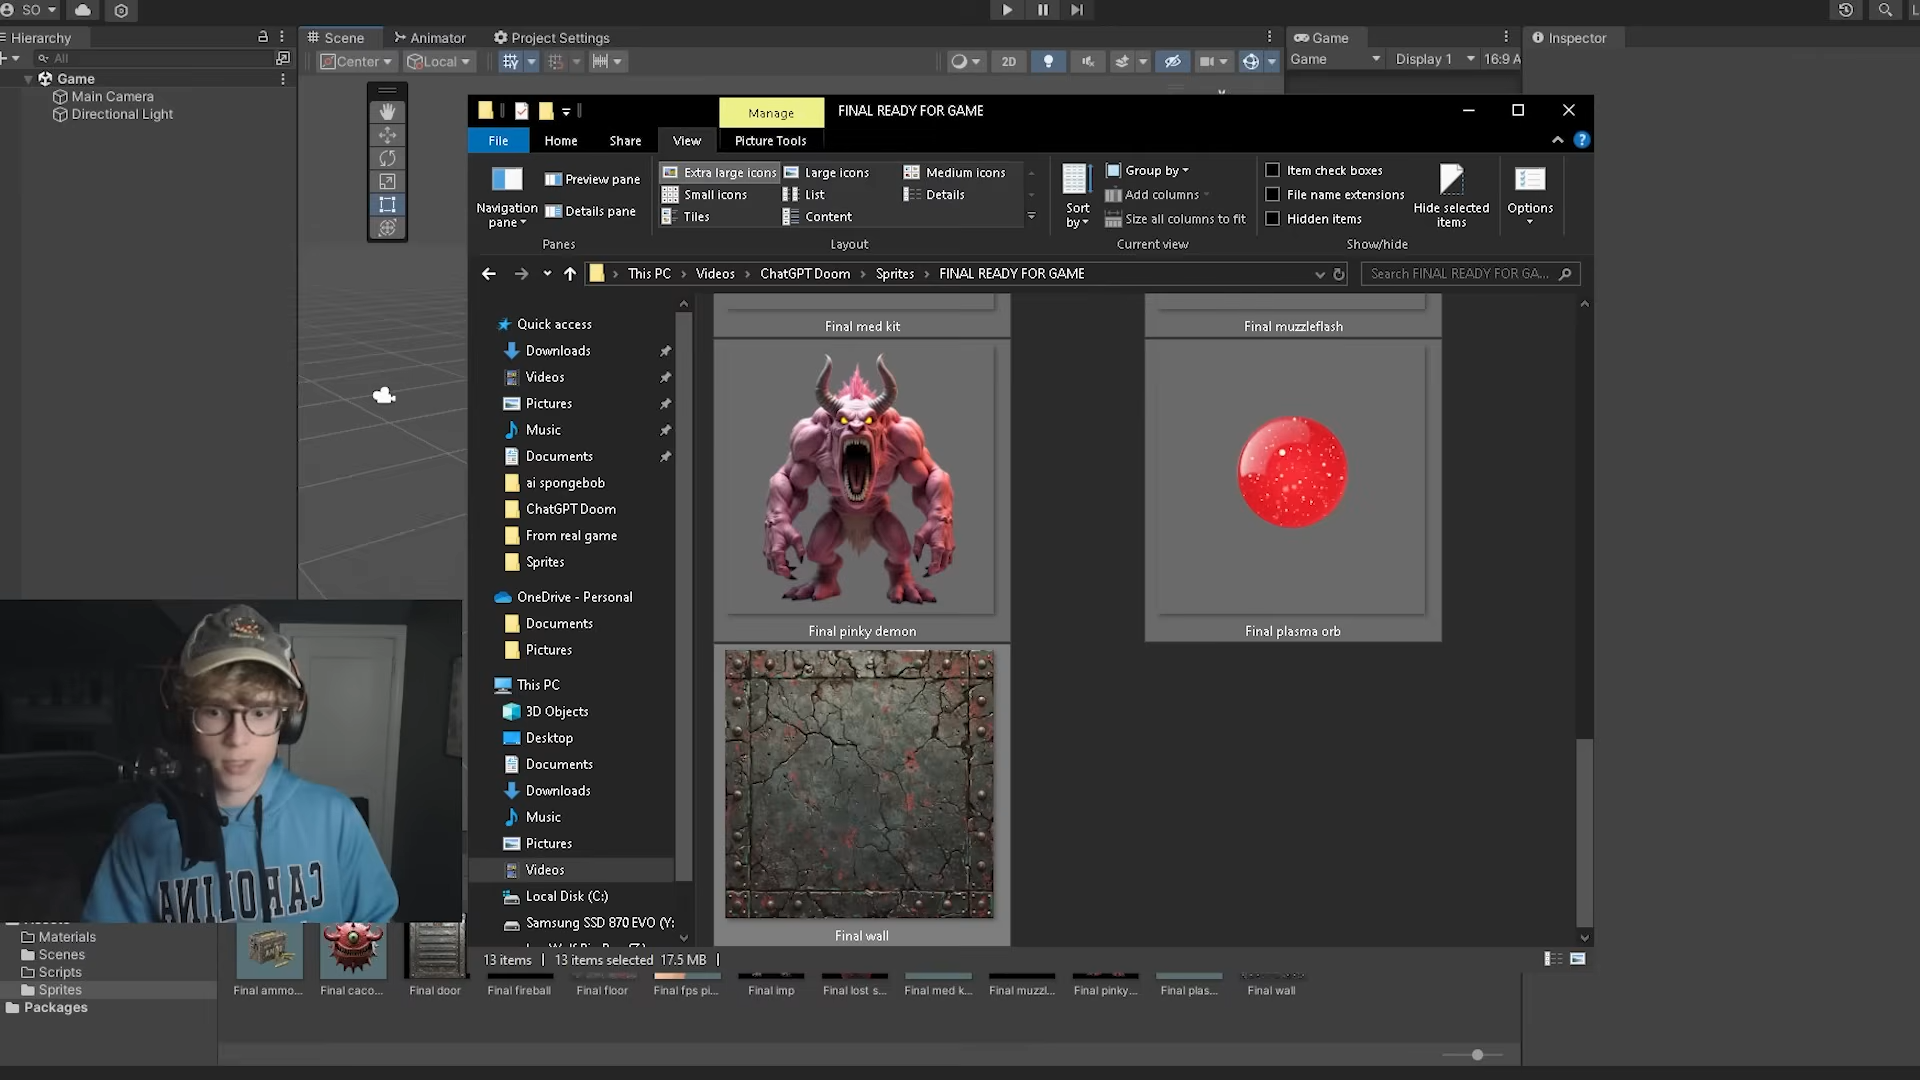 SO
Hierarchy
All
Game
Main Camera
Directional Light
Scene
Animator
Project Settings
Center
Local
2D
Game
Game
Display 1
16:9 A
Inspector
Manage
FINAL READY FOR GAME
File
Home
Share
View
Picture Tools
Navigation
pane
Preview pane
Details pane
Panes
Extra large icons
Large icons
Medium icons
Small icons
List
Details
Tiles
Content
Layout
Sort
by
Group by
Add columns
Size all columns to fit
Current view
Item check boxes
File name extensions
Hidden items
Hide selected
items
Show/hide
Options
This PC
Videos
ChatGPT Doom
Sprites
FINAL READY FOR GAME
Search FINAL READY FOR GA...
Quick access
Downloads
Videos
Pictures
Music
Documents
ai spongebob
ChatGPT Doom
From real game
Sprites
OneDrive - Personal
Documents
Pictures
This PC
3D Objects
Desktop
Documents
Downloads
Music
Pictures
Videos
Local Disk (C:)
Samsung SSD 870 EVO (Y:
Final med kit
Final muzzleflash
Final pinky demon
Final plasma orb
Final wall
13 items
13 items selected 17.5 MB
CAROLINA
Materials
Scenes
Scripts
Sprites
Packages
Final ammo...
Final caco...
Final door
Final fireball
Final floor
Final fps pi...
Final imp
Final lost s...
Final med k...
Final muzzl...
Final pinky...
Final plas...
Final wall